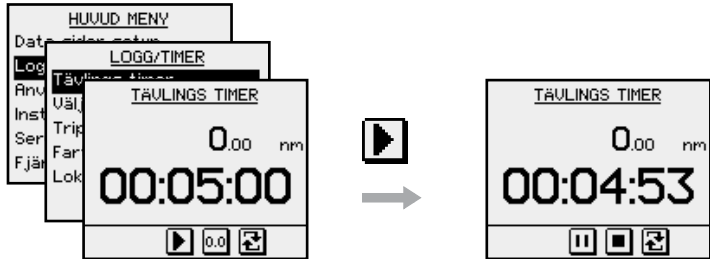 HUVUD MENY
Data sidor setup
Log
Anv
Inst
Ser
Fjär
LOGG/TIMER
Tävlings timer
Välj
Trip
Far
Lok
TÄVLINGS TIMER
0.00 nm
00:05:00
0.0
TÄVLINGS TIMER
0.00 nm
00:04:53